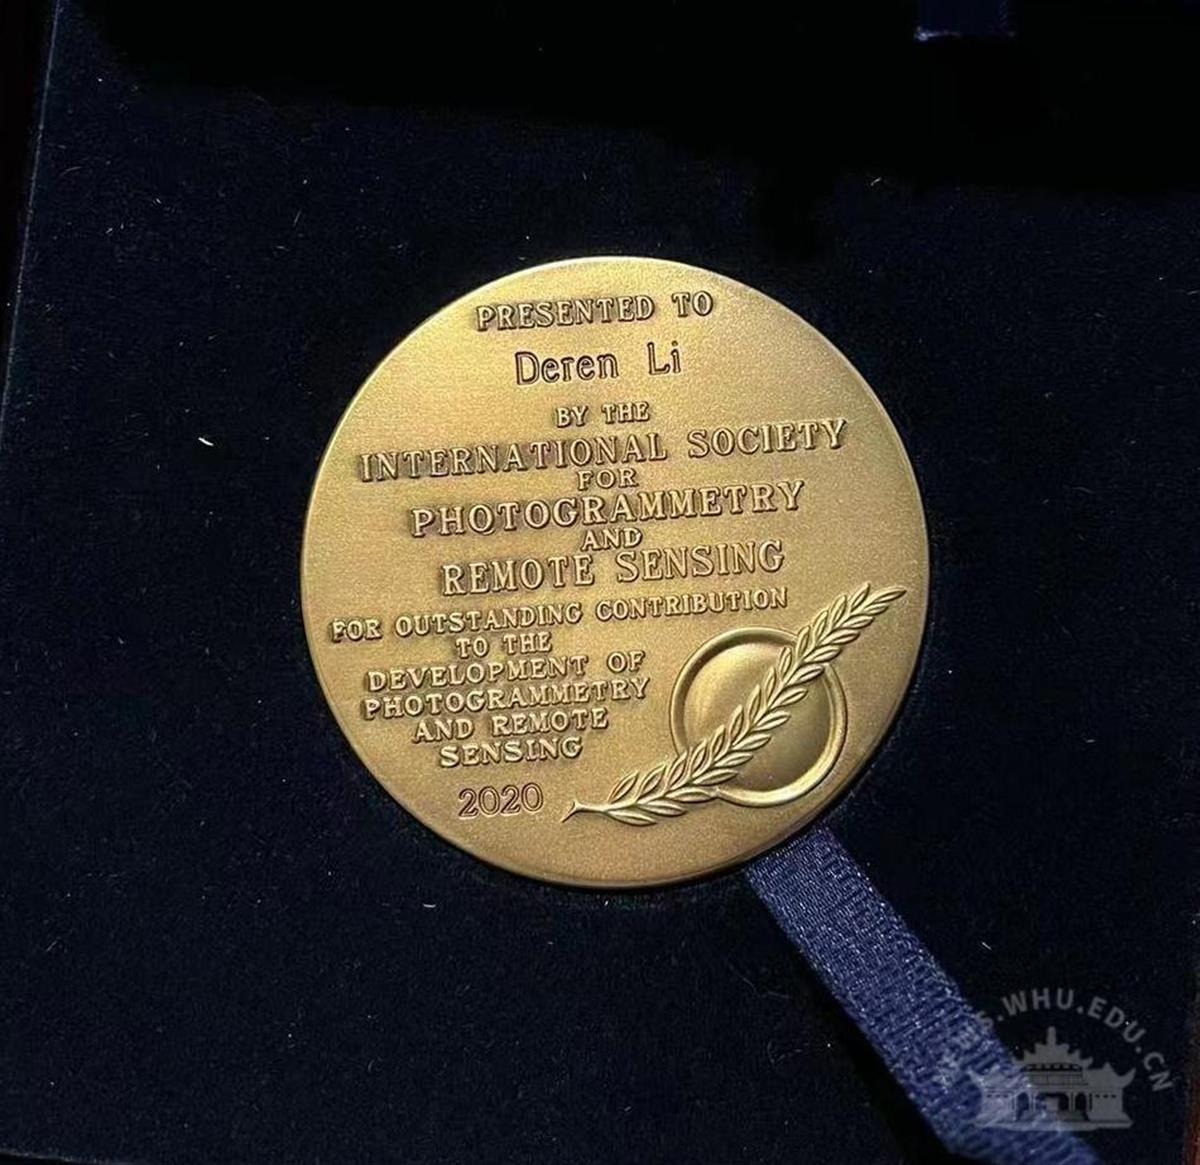 PRESENTED TO
Deren Li
BY THE
INTERNATIONAL SOCIETY
FOR
PHOTOGRAMMETRY
AND
REMOTE SENSING
FOR OUTSTANDING CONTRIBUTION
TO THE
DEVELOPMENT OF
PHOTOGRAMMETRY
AND REMOTE
SENSING
2020
NEWS.WHU.EDU.CN